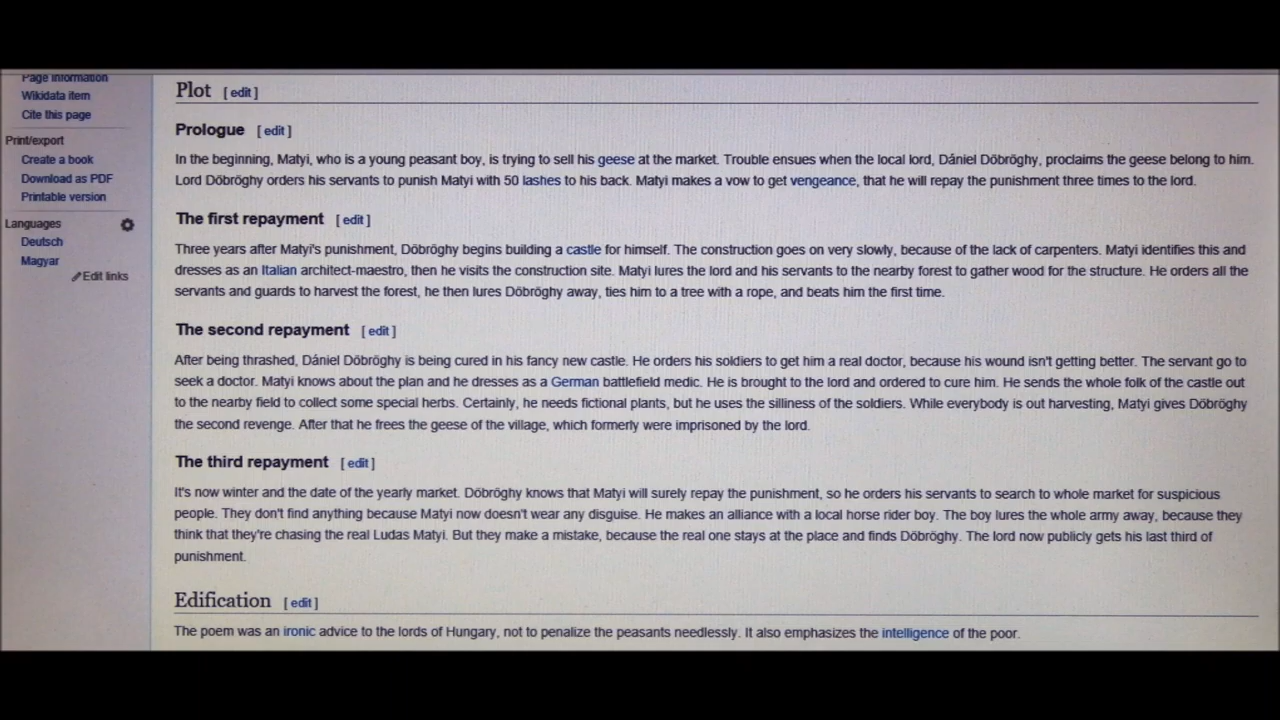 Page information
Wikidata item
Cite this page
Print/export
Create a book
Download as PDF
Printable version
Languages
Deutsch
Magyar
Edit links
Plot [ edit ]
Prologue [ edit ]
In the beginning, Matyi, who is a young peasant boy, is trying to sell his geese at the market. Trouble ensues when the local lord, Dániel Döbröghy, proclaims the geese belong to him.
Lord Döbröghy orders his servants to punish Matyi with 50 lashes to his back. Matyi makes a vow to get vengeance, that he will repay the punishment three times to the lord.
The first repayment [ edit ]
Three years after Matyi's punishment, Döbröghy begins building a castle for himself. The construction goes on very slowly, because of the lack of carpenters. Matyi identifies this and
dresses as an Italian architect-maestro, then he visits the construction site. Matyi lures the lord and his servants to the nearby forest to gather wood for the structure. He orders all the
servants and guards to harvest the forest, he then lures Döbröghy away, ties him to a tree with a rope, and beats him the first time.
The second repayment [ edit ]
After being thrashed, Dániel Döbröghy is being cured in his fancy new castle. He orders his soldiers to get him a real doctor, because his wound isn't getting better. The servant go to
seek a doctor. Matyi knows about the plan and he dresses as a German battlefield medic. He is brought to the lord and ordered to cure him. He sends the whole folk of the castle out
to the nearby field to collect some special herbs. Certainly, he needs fictional plants, but he uses the silliness of the soldiers. While everybody is out harvesting, Matyi gives Döbröghy
the second revenge. After that he frees the geese of the village, which formerly were imprisoned by the lord.
The third repayment [ edit ]
It's now winter and the date of the yearly market. Döbröghy knows that Matyi will surely repay the punishment, so he orders his servants to search to whole market for suspicious
people. They don't find anything because Matyi now doesn't wear any disguise. He makes an alliance with a local horse rider boy. The boy lures the whole army away, because they
think that they're chasing the real Ludas Matyi. But they make a mistake, because the real one stays at the place and finds Döbröghy. The lord now publicly gets his last third of
punishment.
Edification [ edit ]
The poem was an ironic advice to the lords of Hungary, not to penalize the peasants needlessly. It also emphasizes the intelligence of the poor.